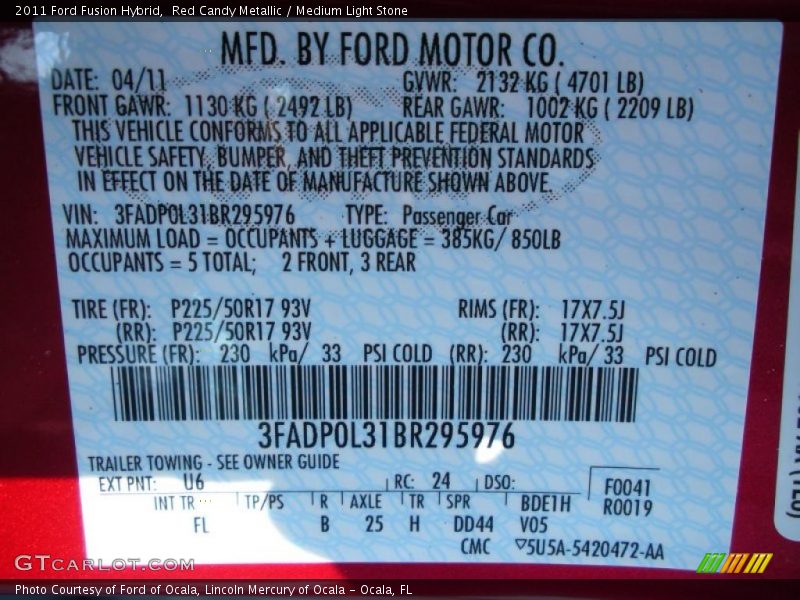 2011 Ford Fusion Hybrid,  Red Candy Metallic / Medium Light Stone
MFD. BY FORD MOTOR CO.
DATE: 04/11 GVWR: 2132 KG ( 4701 LB)
FRONT GAWR: 1130 KG ( 2492 LB) REAR GAWR: 1002 KG ( 2209 LB)
THIS VEHICLE CONFORMS TO ALL APPLICABLE FEDERAL MOTOR
VEHICLE SAFETY, BUMPER, AND THEFT PREVENTION STANDARDS
IN EFFECT ON THE DATE OF MANUFACTURE SHOWN ABOVE.
VIN: 3FADP0L31BR295976 TYPE: Passenger Car
MAXIMUM LOAD = OCCUPANTS + LUGGAGE = 385KG/ 850LB
OCCUPANTS = 5 TOTAL; 2 FRONT, 3 REAR
TIRE (FR): P225/50R17 93V RIMS (FR): 17X7.5J
(RR): P225/50R17 93V (RR): 17X7.5J
PRESSURE (FR): 230 kPa/ 33 PSI COLD (RR): 230 kPa/ 33 PSI COLD
3FADP0L31BR295976
TRAILER TOWING - SEE OWNER GUIDE
EXT PNT: U6 RC: 24 DSO: F0041
INT TR TP/PS R AXLE TR SPR BDE1H R0019
FL B 25 H DD44 V05
CMC ▽5U5A-5420472-AA
GTCARLOT.COM
Photo Courtesy of Ford of Ocala, Lincoln Mercury of Ocala - Ocala, FL